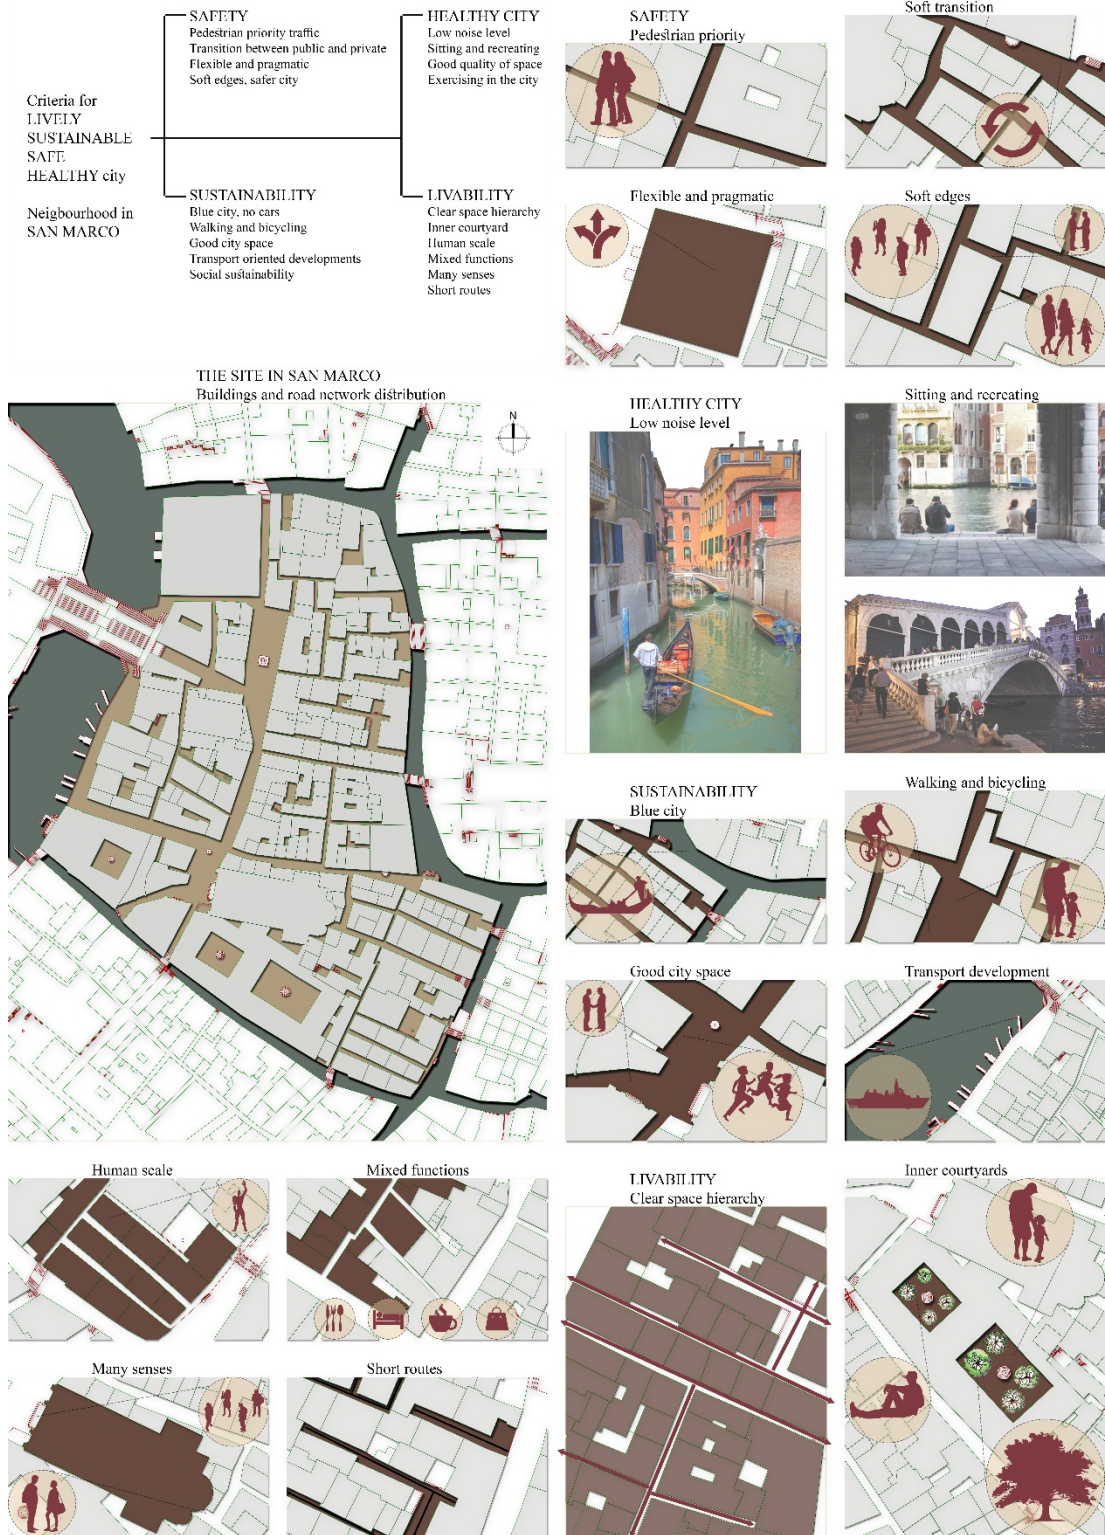 Criteria for
LIVELY
SUSTAINABLE
SAFE
HEALTHY city
Neigbourhood in
SAN MARCO
SAFETY
Pedestrian priority traffic
Transition between public and private
Flexible and pragmatic
Soft edges, safer city
HEALTHY CITY
Low noise level
Sitting and recreating
Good quality of space
Exercising in the city
SUSTAINABILITY
Blue city, no cars
Walking and bicycling
Good city space
Transport oriented developments
Social sustainability
LIVABILITY
Clear space hierarchy
Inner courtyard
Human scale
Mixed functions
Many senses
Short routes
SAFETY
Pedestrian priority
Soft transition
Flexible and pragmatic
Soft edges
THE SITE IN SAN MARCO
Buildings and road network distribution
N
HEALTHY CITY
Low noise level
Sitting and recreating
SUSTAINABILITY
Blue city
Walking and bicycling
Good city space
Transport development
Human scale
Mixed functions
LIVABILITY
Clear space hierarchy
Inner courtyards
Many senses
Short routes